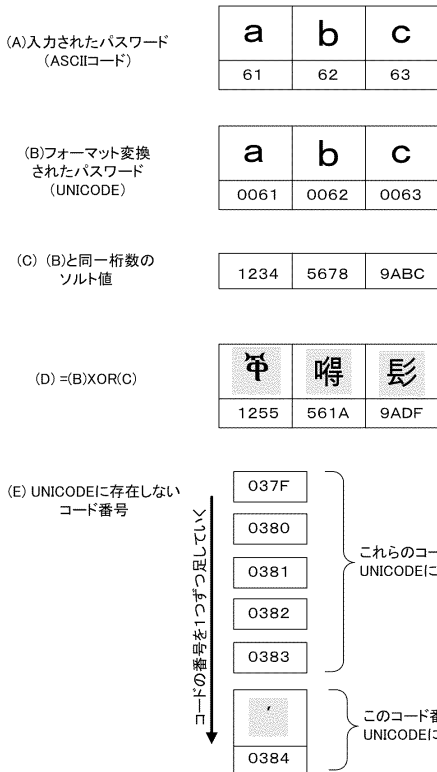 (A)入力されたパスワード
(ASCIIコード)
a b c
61 62 63
(B)フォーマット変換
されたパスワード
(UNICODE)
a b c
0061 0062 0063
(C) (B)と同一桁数の
ソルト値
1234 5678 9ABC
(D) =(B)XOR(C)
ቕ 嘚 髟
1255 561A 9ADF
(E) UNICODEに存在しない
コード番号
コードの番号を1つずつ足していく
037F
0380
0381
0382
0383
これらのコー
UNICODEに
΄
0384
このコード番
UNICODEに